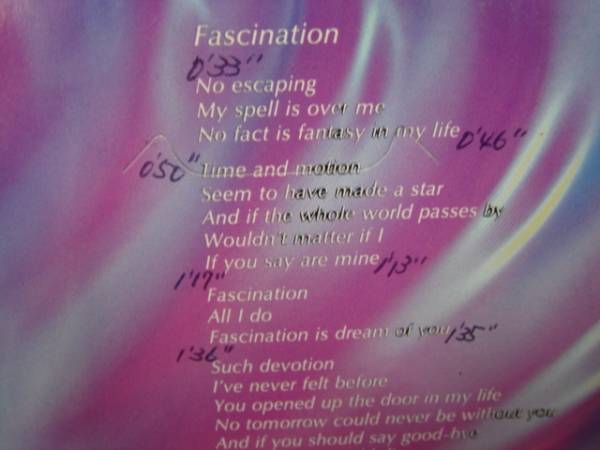 Fascination
0'33"
No escaping
My spell is over me
No fact is fantasy in my life 0'46"
0'50" Time and motion
Seem to have made a star
And if the whole world passes by
Wouldn't matter if I
If you say are mine 1'13"
1'17"
Fascination
All I do
Fascination is dream of you 1'35"
1'36"
Such devotion
I've never felt before
You opened up the door in my life
No tomorrow could never be without you
And if you should say good-bye